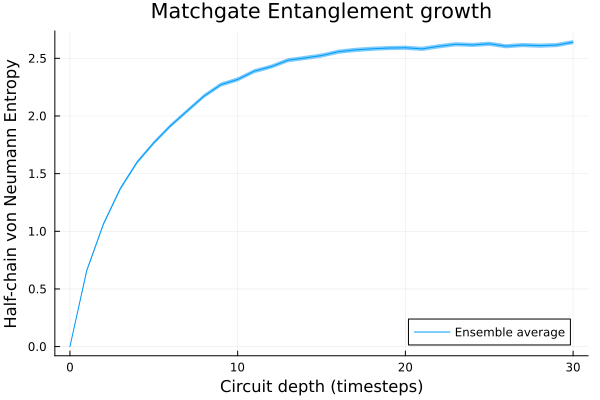 Matchgate Entanglement growth
Half-chain von Neumann Entropy
2.5
2.0
1.5
1.0
0.5
0.0
Ensemble average
0
10
20
30
Circuit depth (timesteps)